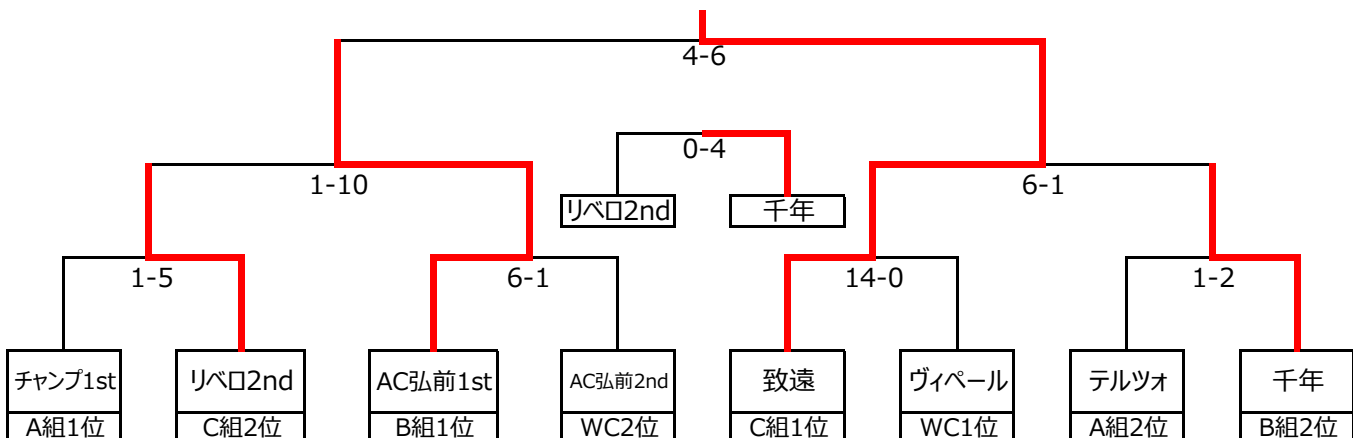 4-6
0-4
1-10
6-1
リベロ2nd
千年
1-5
6-1
14-0
1-2
チャンプ1st
リベロ2nd
AC弘前1st
AC弘前2nd
致遠
ヴィペール
テルツォ
千年
A組1位
C組2位
B組1位
WC2位
C組1位
WC1位
A組2位
B組2位